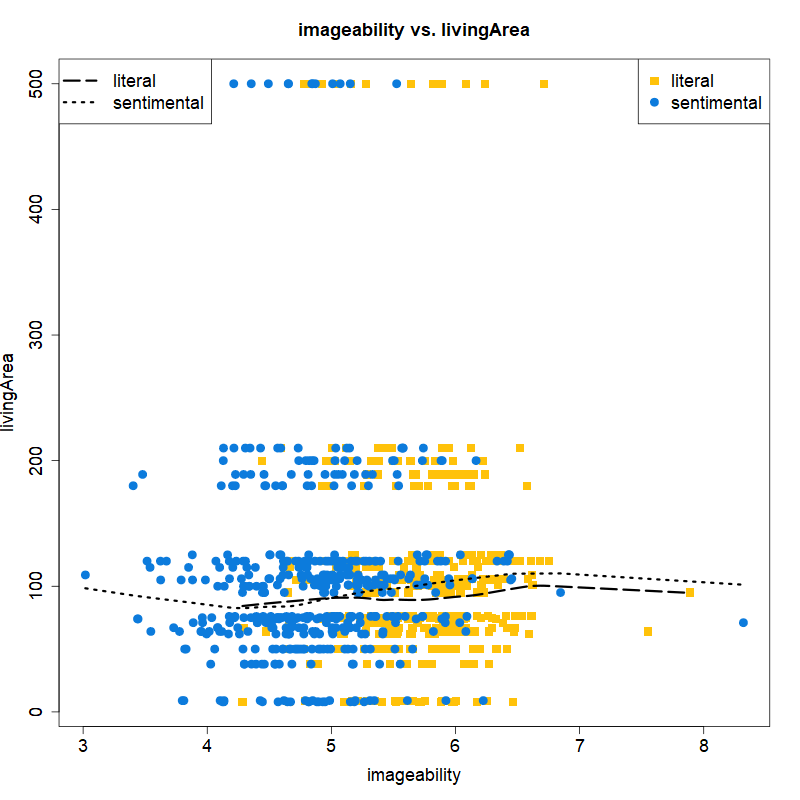 imageability vs. livingArea
literal
sentimental
literal
sentimental
500
400
300
200
100
0
livingArea
3 4 5 6 7 8
imageability